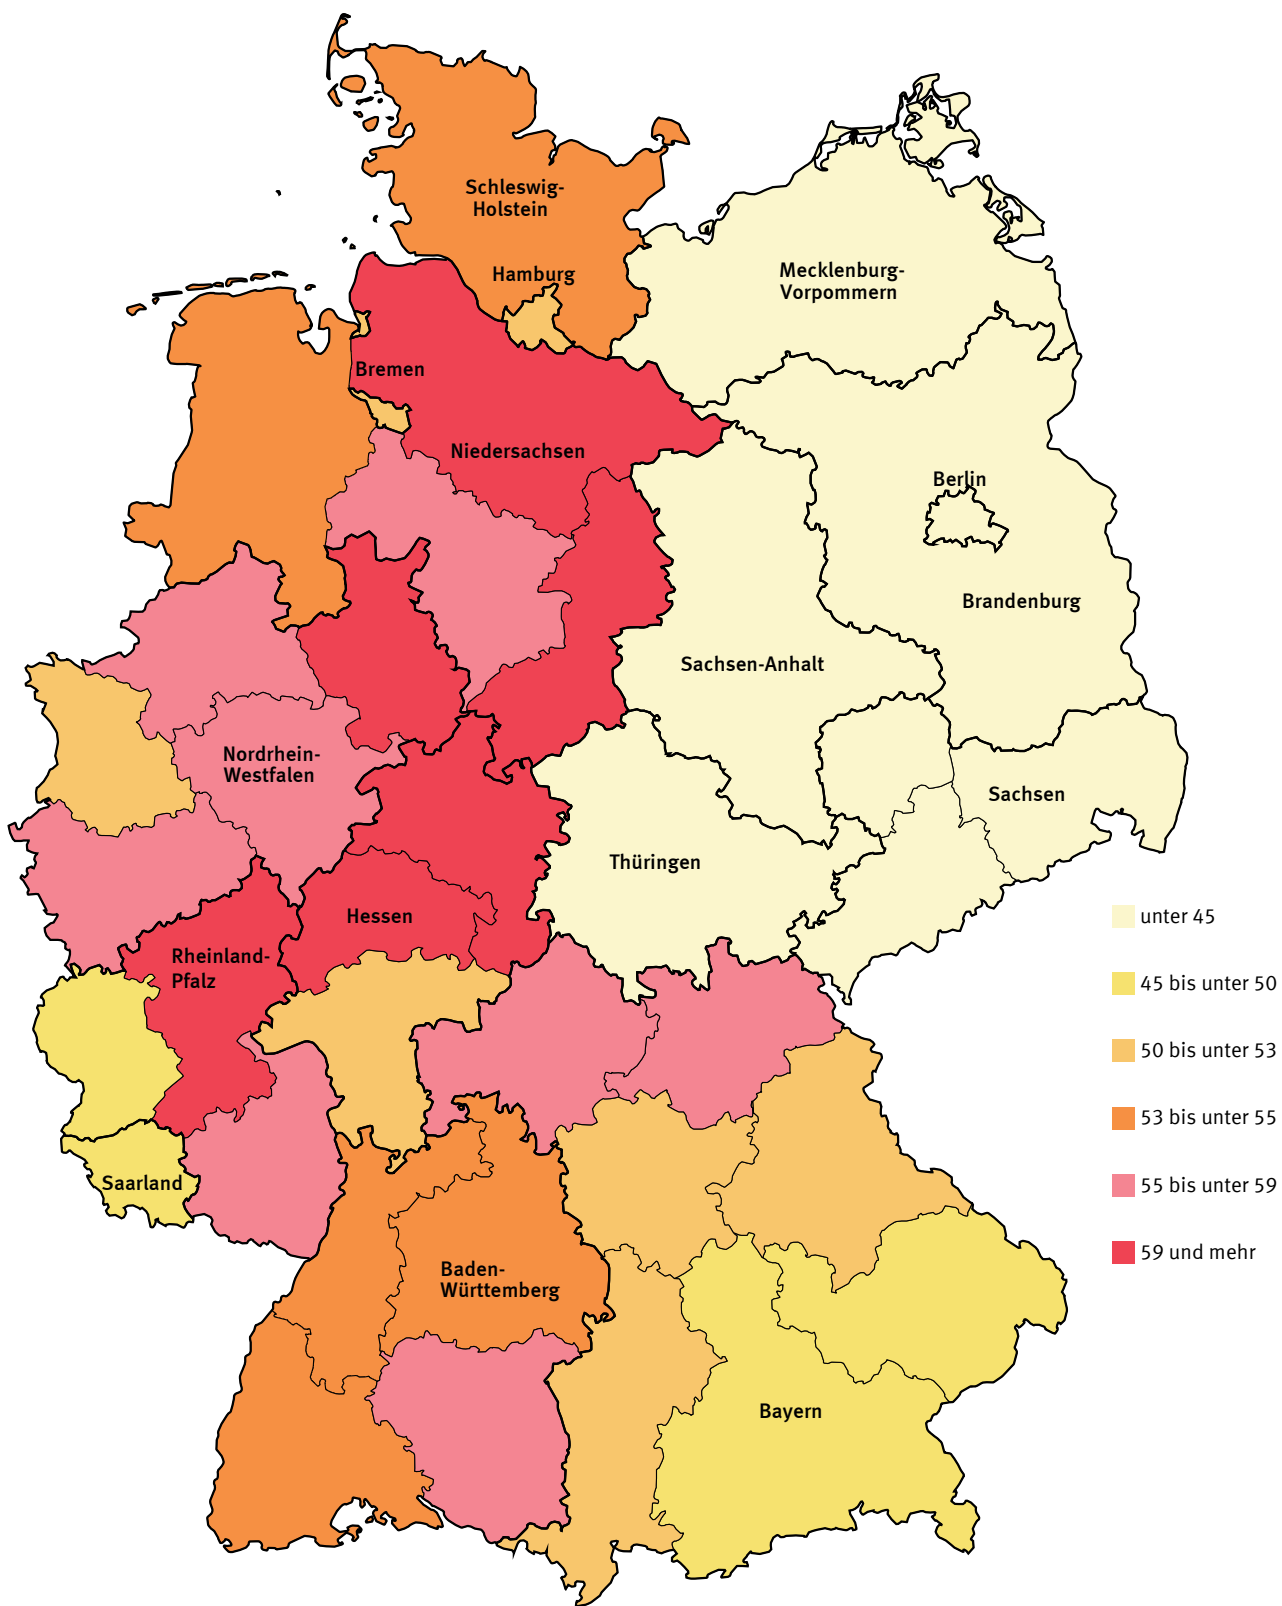 Schleswig-
Holstein
Hamburg
Mecklenburg-
Vorpommern
Bremen
Niedersachsen
Berlin
Brandenburg
Sachsen-Anhalt
Nordrhein-
Westfalen
Sachsen
Thüringen
Hessen
Rheinland-
Pfalz
Saarland
Baden-
Württemberg
Bayern
unter 45
45 bis unter 50
50 bis unter 53
53 bis unter 55
55 bis unter 59
59 und mehr